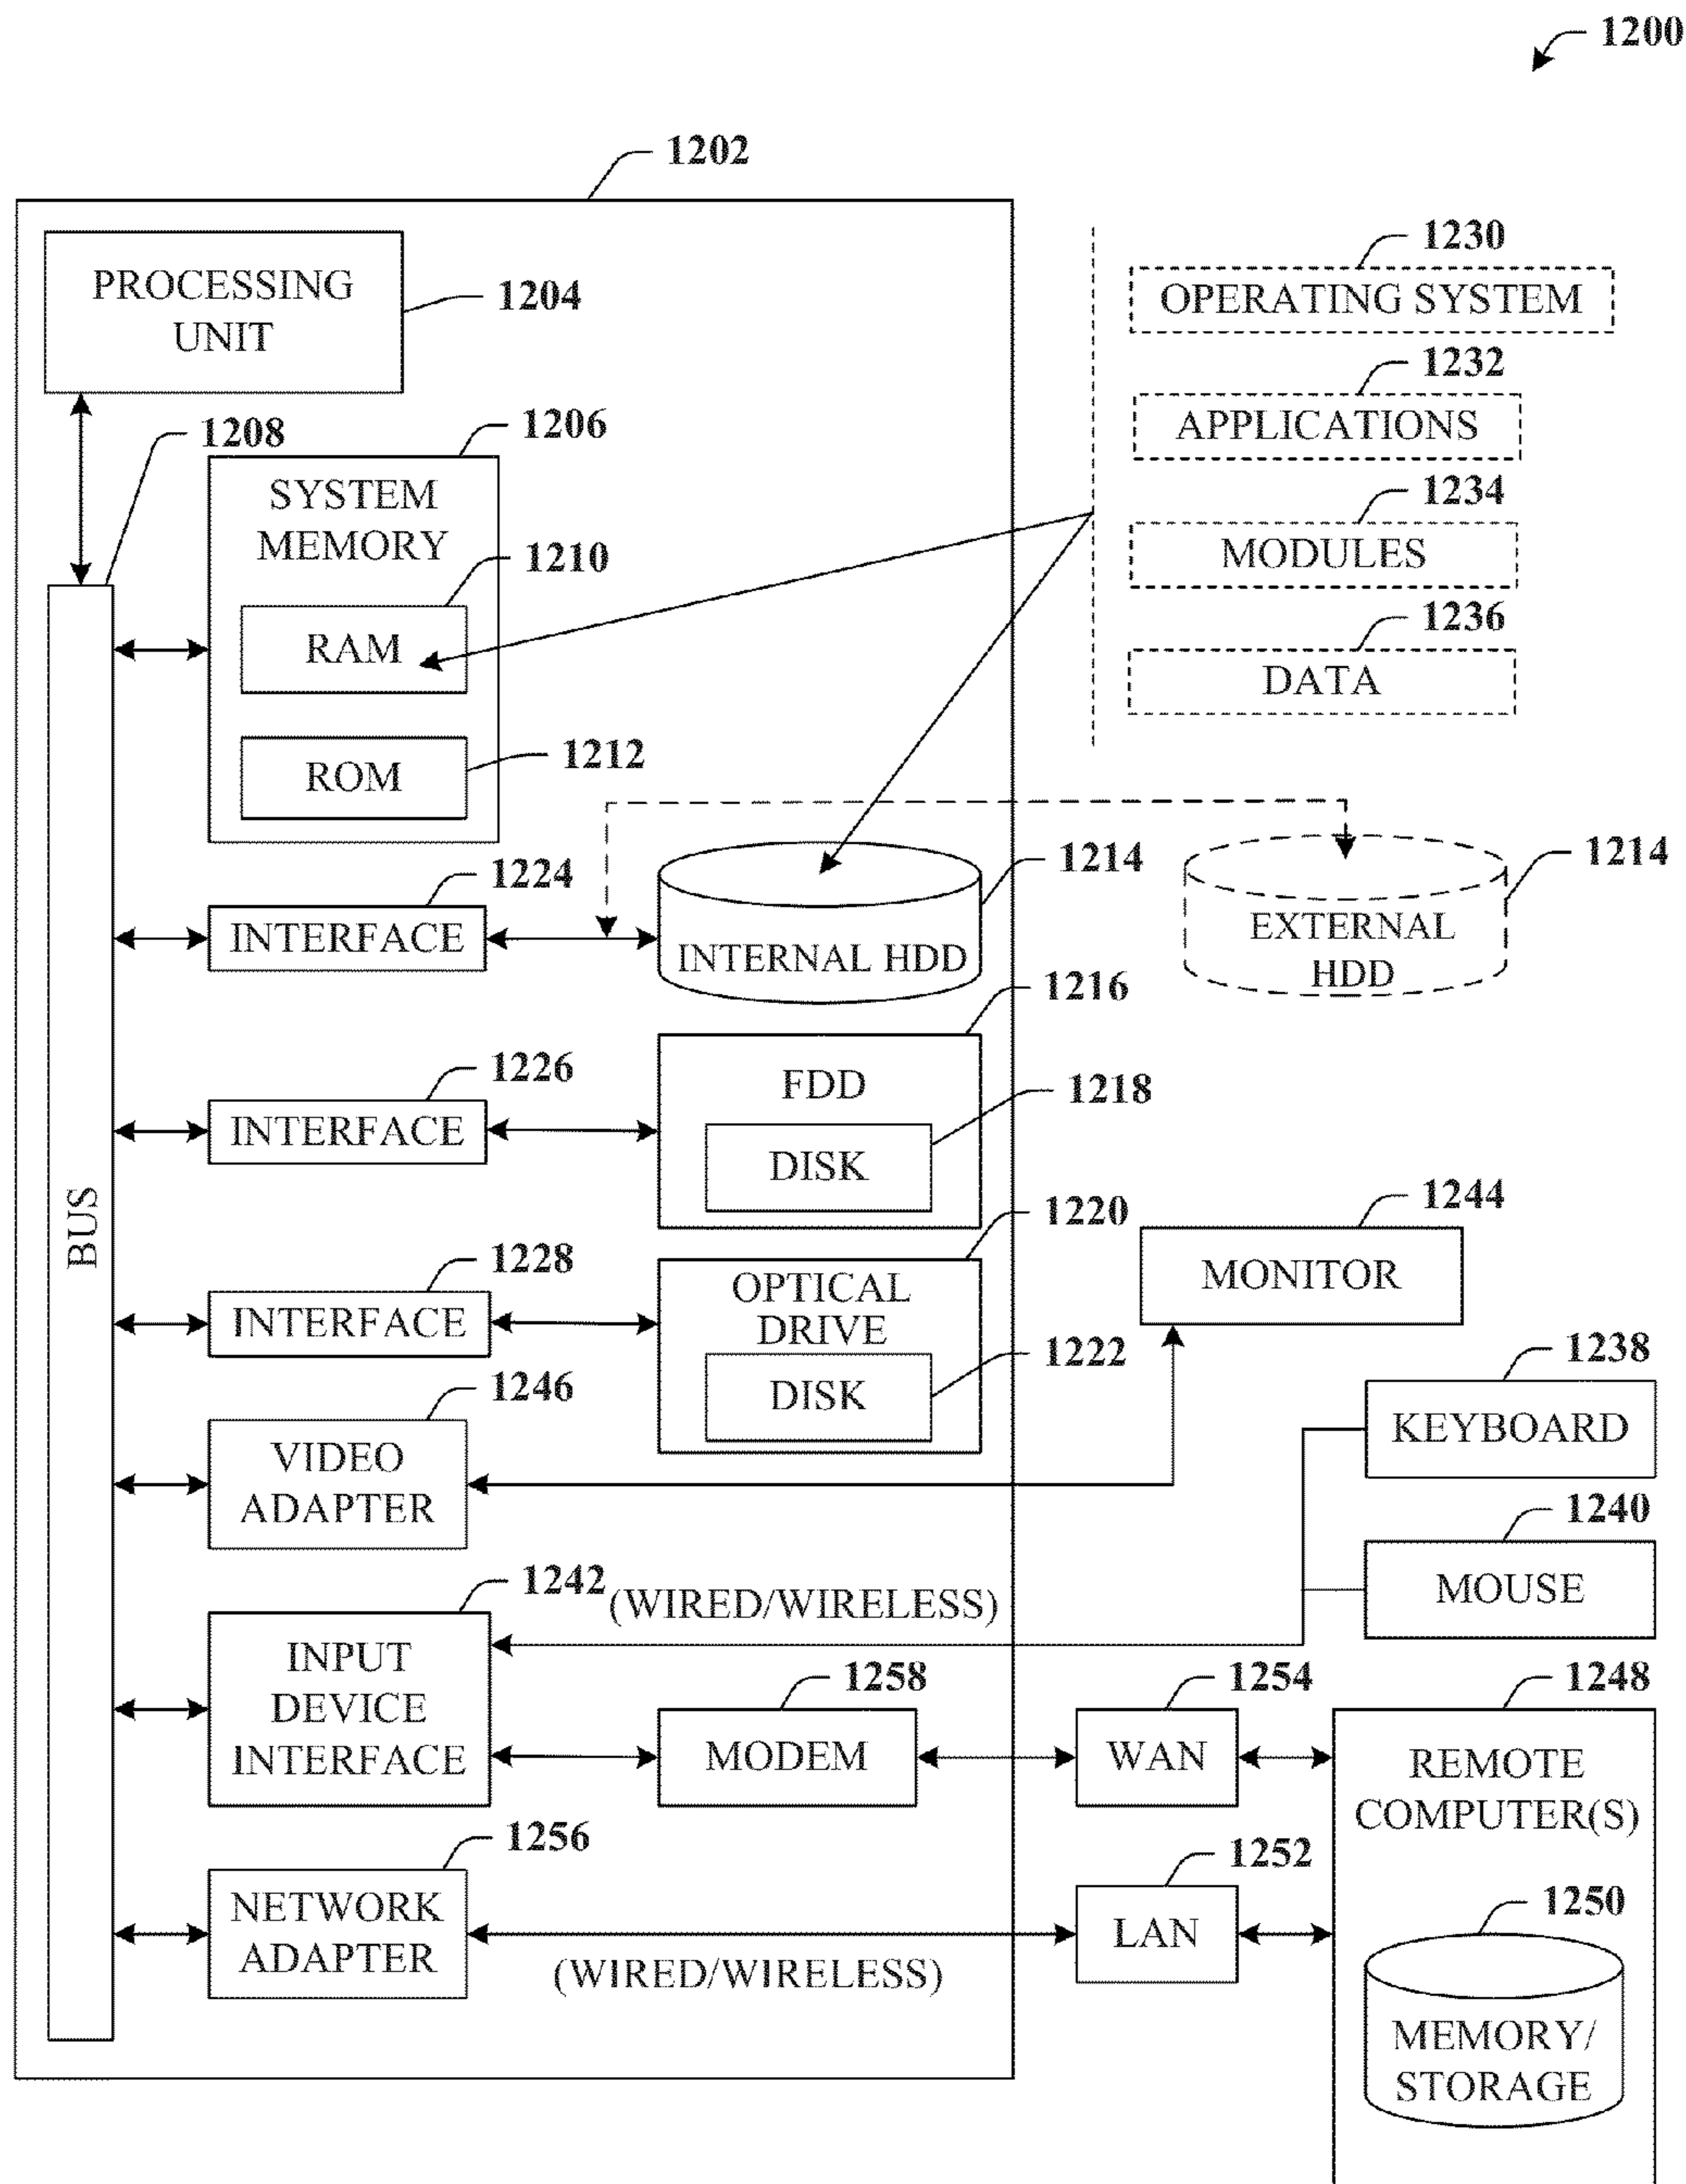 1200
1202
PROCESSING
UNIT
1204
1230
OPERATING SYSTEM
1232
APPLICATIONS
1234
MODULES
1236
DATA
1208
1206
SYSTEM
MEMORY
1210
RAM
1212
ROM
1224
INTERFACE
1214
INTERNAL HDD
1214
EXTERNAL
HDD
1216
FDD
1226
INTERFACE
1218
DISK
BUS
1220
OPTICAL
DRIVE
1228
INTERFACE
1222
DISK
1244
MONITOR
1246
VIDEO
ADAPTER
1238
KEYBOARD
1240
MOUSE
1242
(WIRED/WIRELESS)
INPUT
DEVICE
INTERFACE
1258
MODEM
1254
WAN
1248
REMOTE
COMPUTER(S)
1256
NETWORK
ADAPTER
(WIRED/WIRELESS)
1252
LAN
1250
MEMORY/
STORAGE